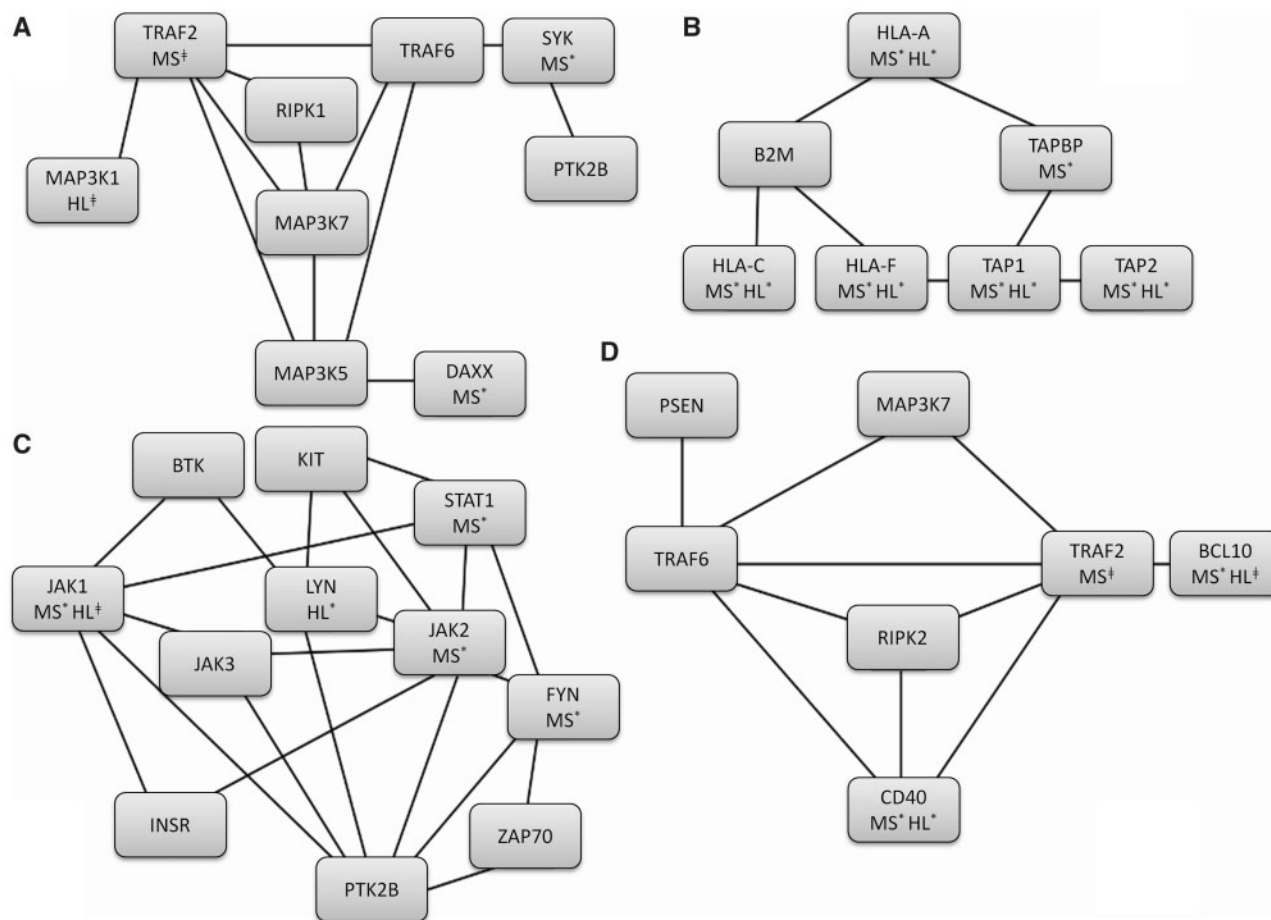 A
TRAF2
MS‡
TRAF6
SYK
MS*
RIPK1
MAP3K1
HL‡
PTK2B
MAP3K7
MAP3K5
DAXX
MS*
B
HLA-A
MS* HL*
B2M
TAPBP
MS*
HLA-C
MS* HL*
HLA-F
MS* HL*
TAP1
MS* HL*
TAP2
MS* HL*
C
BTK
KIT
STAT1
MS*
JAK1
MS* HL‡
LYN
HL*
JAK2
MS*
JAK3
FYN
MS*
INSR
ZAP70
PTK2B
D
PSEN
MAP3K7
TRAF6
TRAF2
MS‡
BCL10
MS* HL‡
RIPK2
CD40
MS* HL*